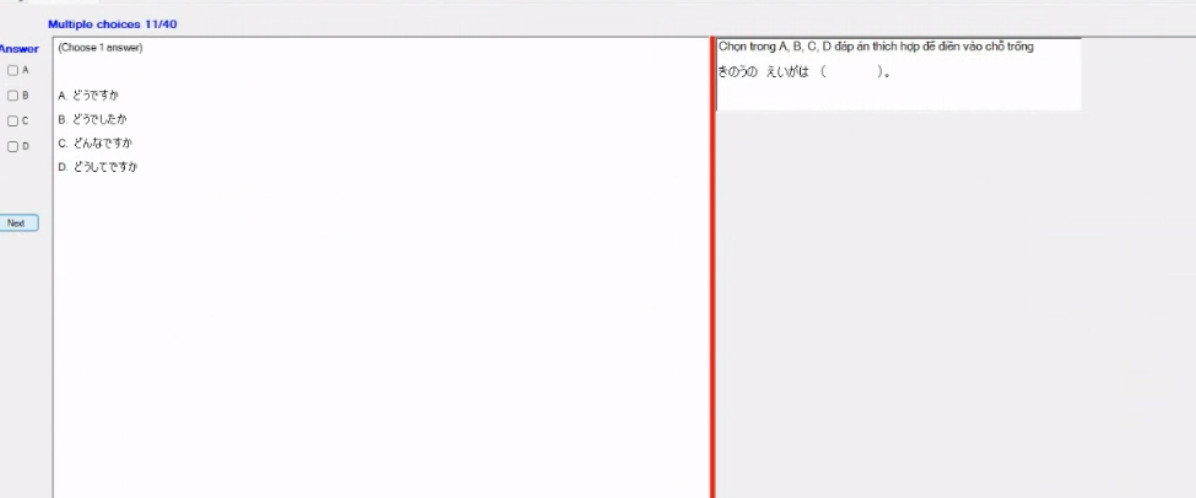 Multiple choices 11/40
Answer
A
B
C
D
Next
(Choose 1 answer)
A. どうですか
B. どうでしたか
C. どんなですか
D. どうしてですか
Chọn trong A, B, C, D đáp án thích hợp để điền vào chỗ trống
きのうの えいがは （　　　）。